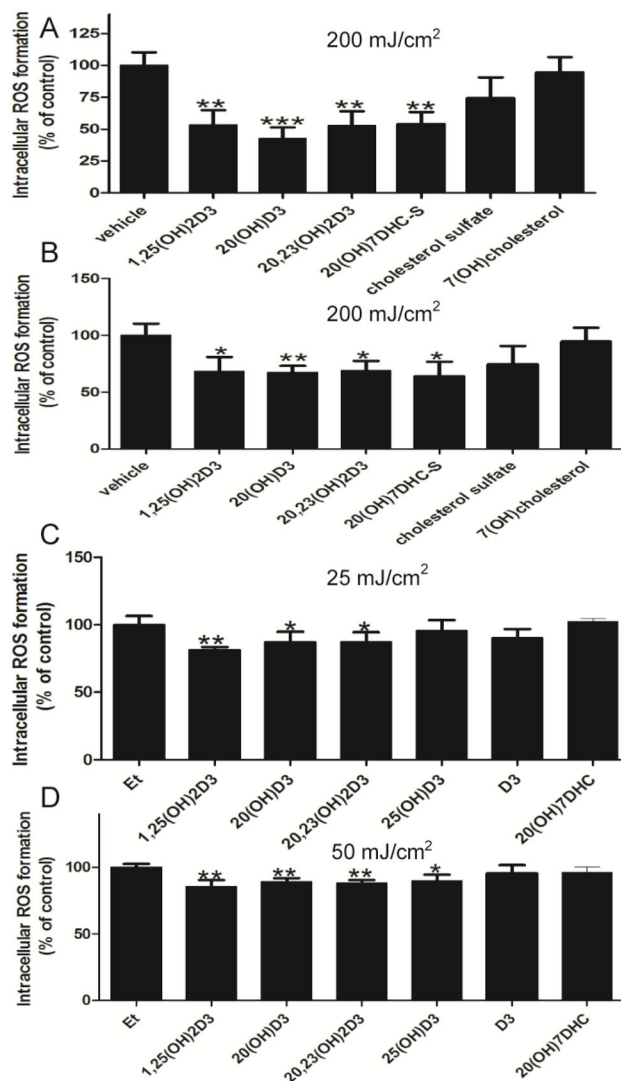 A
200 mJ/cm²
Intracellular ROS formation
(% of control)
125
100
75
50
25
0
** *** ** **
vehicle
1,25(OH)2D3
20(OH)D3
20,23(OH)2D3
20(OH)7DHC-S
cholesterol sulfate
7(OH)cholesterol
B
200 mJ/cm²
Intracellular ROS formation
(% of control)
150
100
50
0
* ** * *
vehicle
1,25(OH)2D3
20(OH)D3
20,23(OH)2D3
20(OH)7DHC-S
cholesterol sulfate
7(OH)cholesterol
C
25 mJ/cm²
Intracellular ROS formation
(% of control)
150
100
50
0
** * *
Et
1,25(OH)2D3
20(OH)D3
20,23(OH)2D3
25(OH)D3
D3
20(OH)7DHC
D
50 mJ/cm²
Intracellular ROS formation
(% of control)
150
100
50
0
** ** ** *
Et
1,25(OH)2D3
20(OH)D3
20,23(OH)2D3
25(OH)D3
D3
20(OH)7DHC